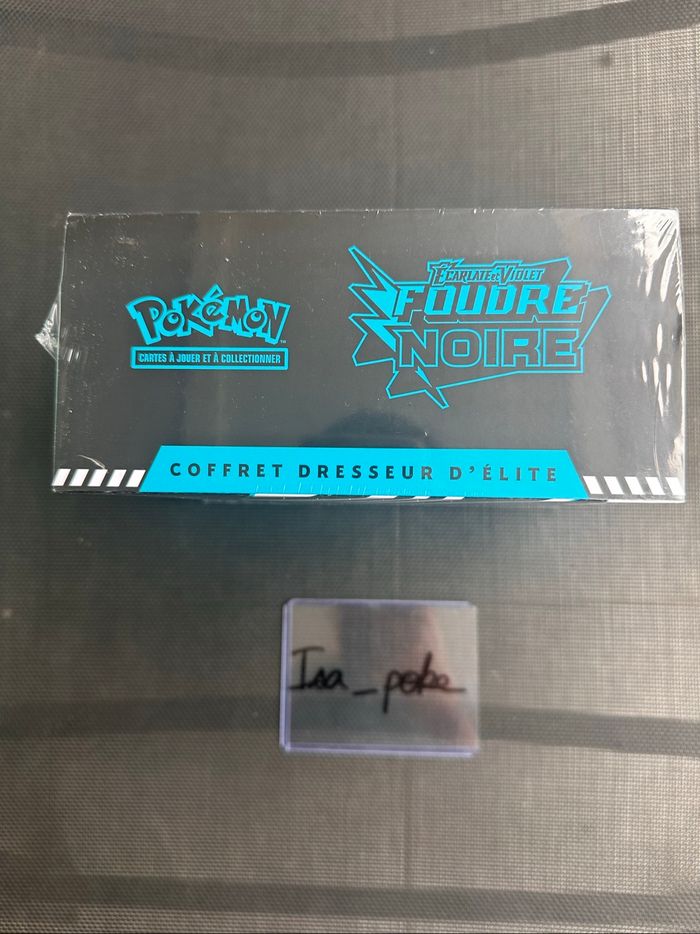 Pokémon
CARTES À JOUER ET À COLLECTIONNER
ÉCARLATE et VIOLET
FOUDRE
NOIRE
COFFRET DRESSEUR D'ÉLITE
Isa_poke